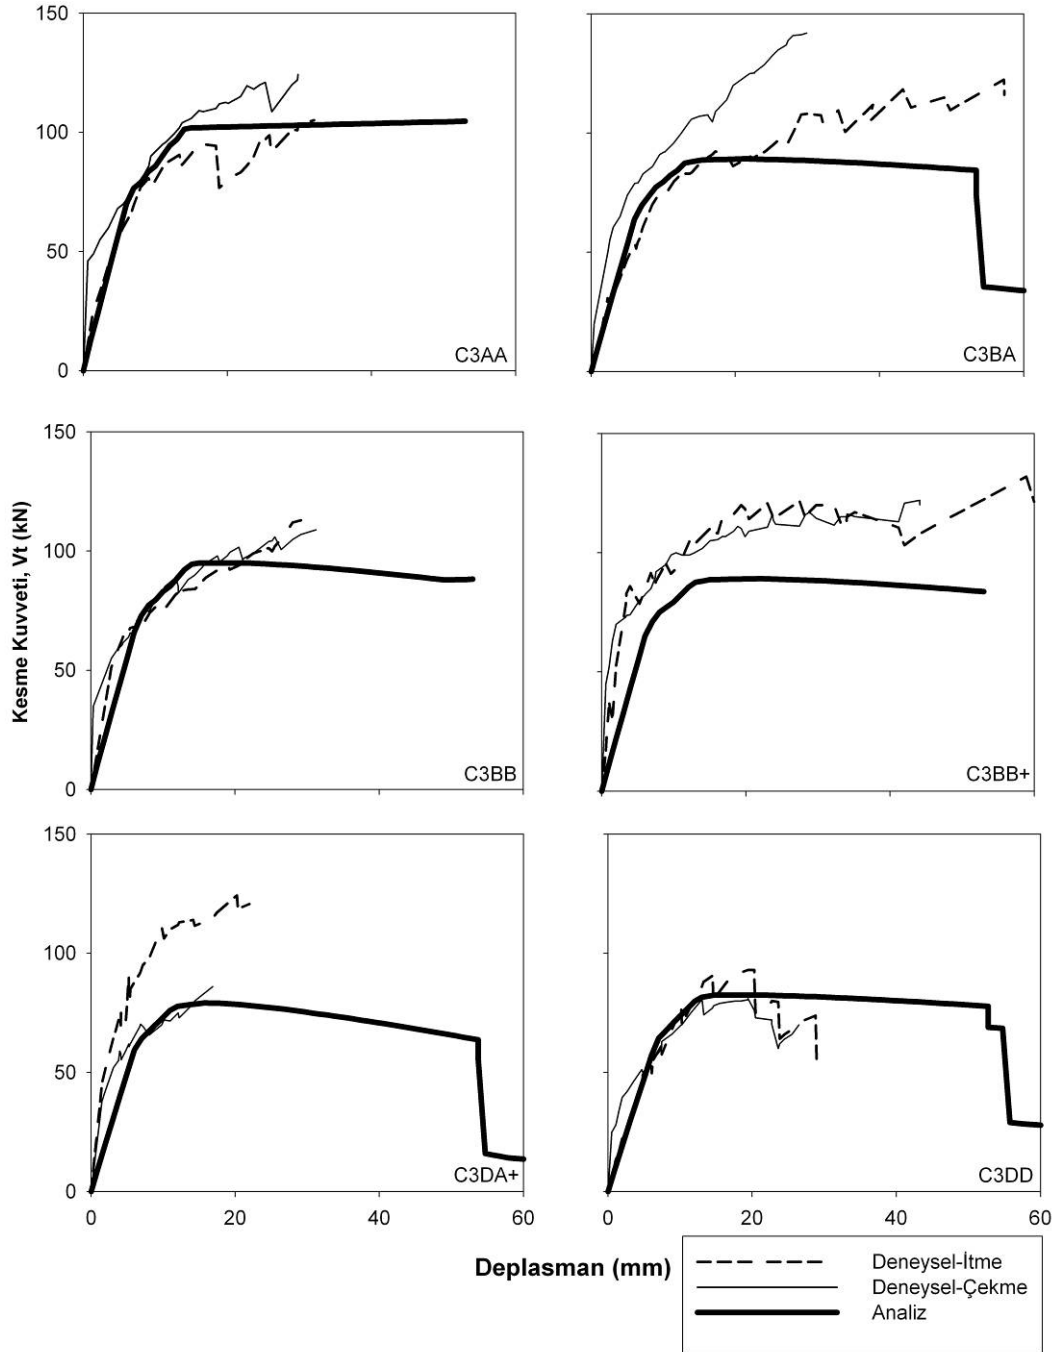 150
100
50
0
C3AA
C3BA
150
100
50
0
C3BB
C3BB+
Kesme Kuvveti, Vt (kN)
150
100
50
0
C3DA+
C3DD
0 20 40 60
0 20 40 60
Deplasman (mm)
Deneysel-İtme
Deneysel-Çekme
Analiz